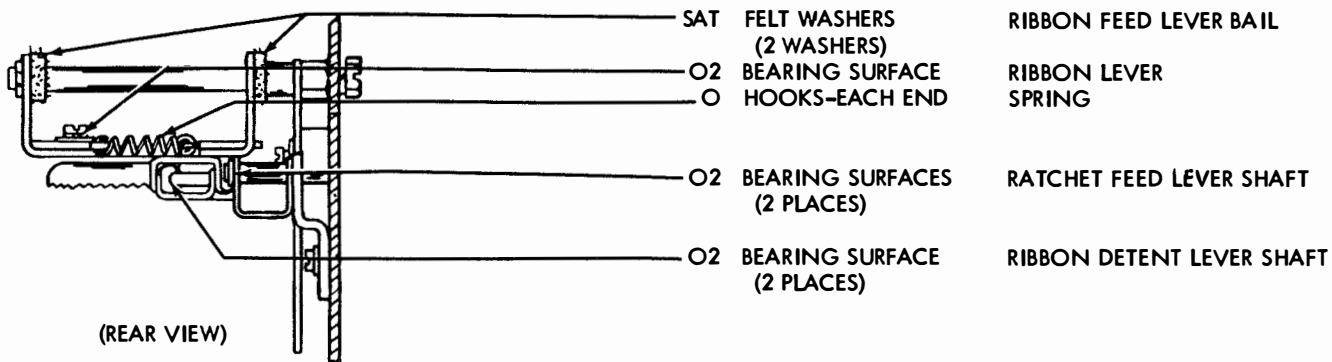 SAT FELT WASHERS RIBBON FEED LEVER BAIL
(2 WASHERS)
O2 BEARING SURFACE RIBBON LEVER
O HOOKS-EACH END SPRING
O2 BEARING SURFACES RATCHET FEED LEVER SHAFT
(2 PLACES)
O2 BEARING SURFACE RIBBON DETENT LEVER SHAFT
(2 PLACES)
(REAR VIEW)